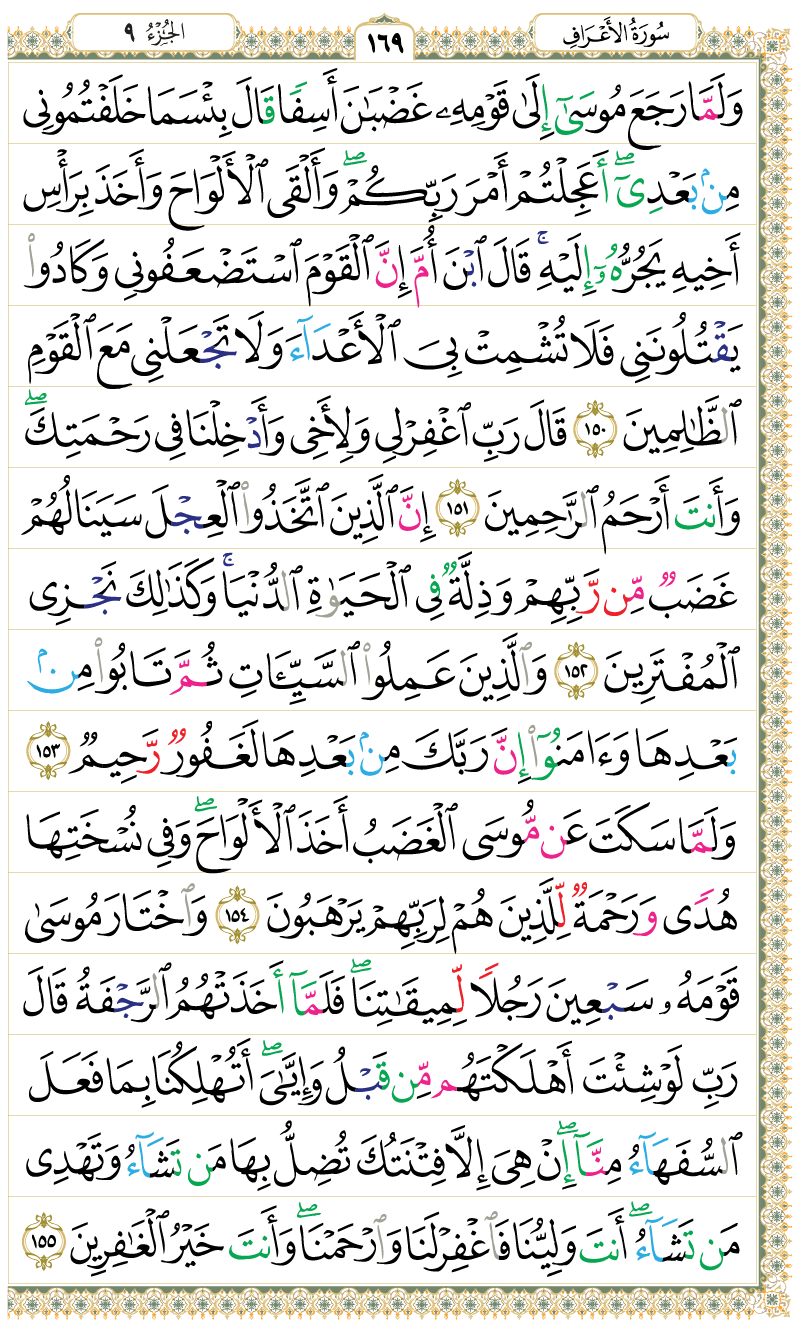 سُورَةُ الأَعْرَافِ
١٦٩
الجُزْءُ ٩
وَلَمَّا رَجَعَ مُوسَىٰٓ إِلَىٰ قَوْمِهِۦ غَضْبَٰنَ أَسِفًا قَالَ بِئْسَمَا خَلَفْتُمُونِى
مِنۢ بَعْدِىٓۖ أَعَجِلْتُمْ أَمْرَ رَبِّكُمْۖ وَأَلْقَى ٱلْأَلْوَاحَ وَأَخَذَ بِرَأْسِ
أَخِيهِ يَجُرُّهُۥٓ إِلَيْهِۚ قَالَ ٱبْنَ أُمَّ إِنَّ ٱلْقَوْمَ ٱسْتَضْعَفُونِى وَكَادُوا۟
يَقْتُلُونَنِى فَلَا تُشْمِتْ بِىَ ٱلْأَعْدَآءَ وَلَا تَجْعَلْنِى مَعَ ٱلْقَوْمِ
ٱلظَّٰلِمِينَ ١٥٠ قَالَ رَبِّ ٱغْفِرْ لِى وَلِأَخِى وَأَدْخِلْنَا فِى رَحْمَتِكَۖ
وَأَنتَ أَرْحَمُ ٱلرَّٰحِمِينَ ١٥١ إِنَّ ٱلَّذِينَ ٱتَّخَذُوا۟ ٱلْعِجْلَ سَيَنَالُهُمْ
غَضَبٌ مِّن رَّبِّهِمْ وَذِلَّةٌ فِى ٱلْحَيَوٰةِ ٱلدُّنْيَاۚ وَكَذَٰلِكَ نَجْزِى
ٱلْمُفْتَرِينَ ١٥٢ وَٱلَّذِينَ عَمِلُوا۟ ٱلسَّيِّـَٔاتِ ثُمَّ تَابُوا۟ مِنۢ
بَعْدِهَا وَءَامَنُوٓا۟ إِنَّ رَبَّكَ مِنۢ بَعْدِهَا لَغَفُورٌ رَّحِيمٌ ١٥٣
وَلَمَّا سَكَتَ عَن مُّوسَى ٱلْغَضَبُ أَخَذَ ٱلْأَلْوَاحَۖ وَفِى نُسْخَتِهَا
هُدًى وَرَحْمَةٌ لِّلَّذِينَ هُمْ لِرَبِّهِمْ يَرْهَبُونَ ١٥٤ وَٱخْتَارَ مُوسَىٰ
قَوْمَهُۥ سَبْعِينَ رَجُلًا لِّمِيقَٰتِنَاۖ فَلَمَّآ أَخَذَتْهُمُ ٱلرَّجْفَةُ قَالَ
رَبِّ لَوْ شِئْتَ أَهْلَكْتَهُم مِّن قَبْلُ وَإِيَّٰىَۖ أَتُهْلِكُنَا بِمَا فَعَلَ
ٱلسُّفَهَآءُ مِنَّآۖ إِنْ هِىَ إِلَّا فِتْنَتُكَ تُضِلُّ بِهَا مَن تَشَآءُ وَتَهْدِى
مَن تَشَآءُۖ أَنتَ وَلِيُّنَا فَٱغْفِرْ لَنَا وَٱرْحَمْنَاۖ وَأَنتَ خَيْرُ ٱلْغَٰفِرِينَ ١٥٥